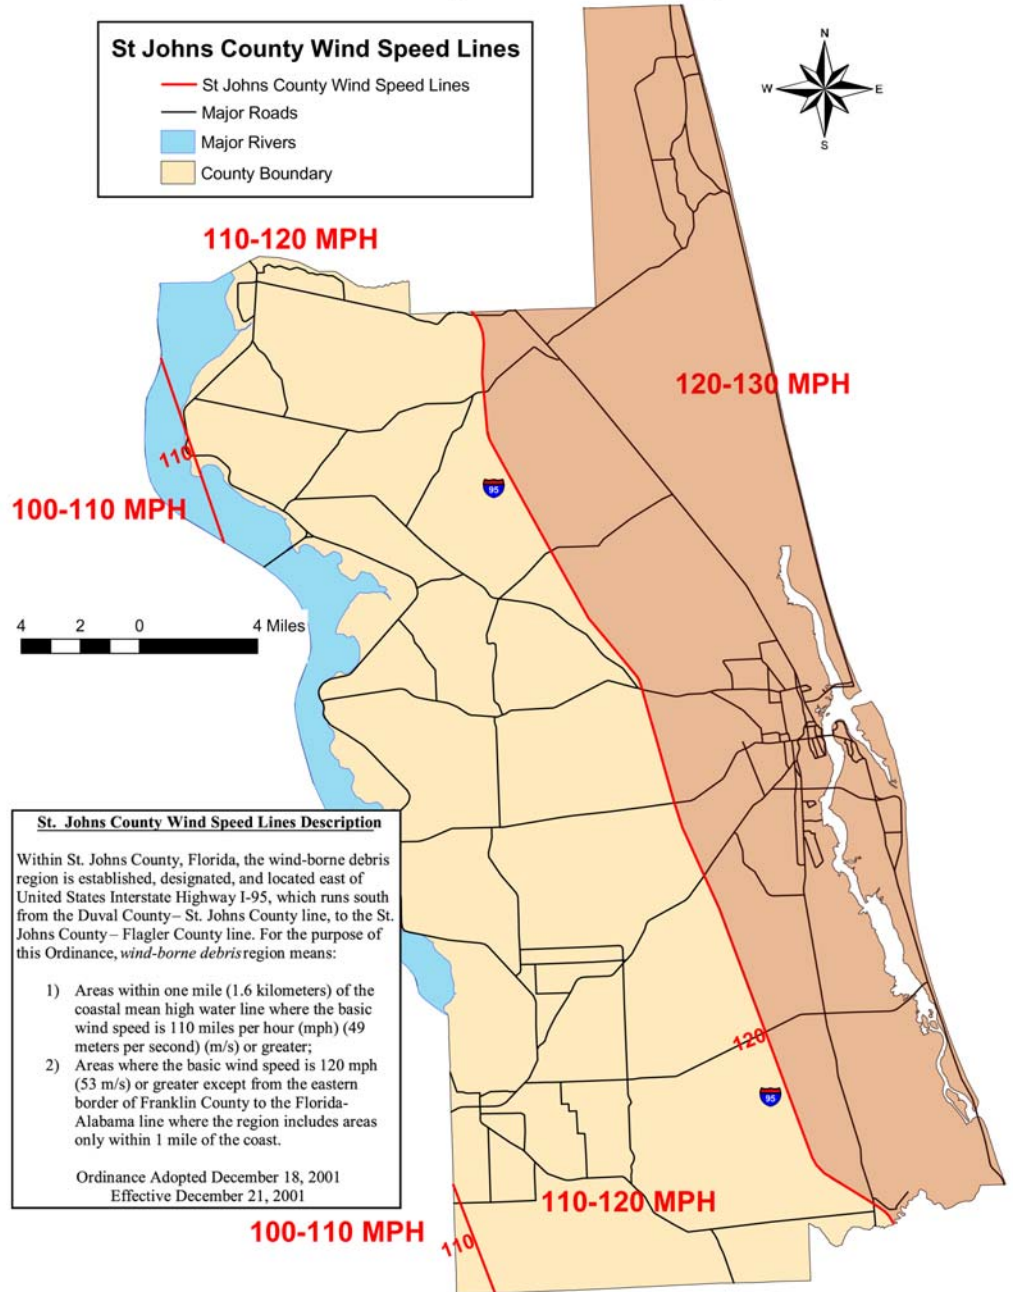 St Johns County Wind Speed Lines
St Johns County Wind Speed Lines
Major Roads
Major Rivers
County Boundary
N
W E
S
110-120 MPH
120-130 MPH
110
95
100-110 MPH
4 2 0 4 Miles
St. Johns County Wind Speed Lines Description
Within St. Johns County, Florida, the wind-borne debris
region is established, designated, and located east of
United States Interstate Highway I-95, which runs south
from the Duval County– St. Johns County line, to the St.
Johns County– Flagler County line. For the purpose of
this Ordinance, wind-borne debris region means:
1) Areas within one mile (1.6 kilometers) of the
coastal mean high water line where the basic
wind speed is 110 miles per hour (mph) (49
meters per second) (m/s) or greater;
2) Areas where the basic wind speed is 120 mph
(53 m/s) or greater except from the eastern
border of Franklin County to the Florida-
Alabama line where the region includes areas
only within 1 mile of the coast.
Ordinance Adopted December 18, 2001
Effective December 21, 2001
120
95
110-120 MPH
100-110 MPH
110